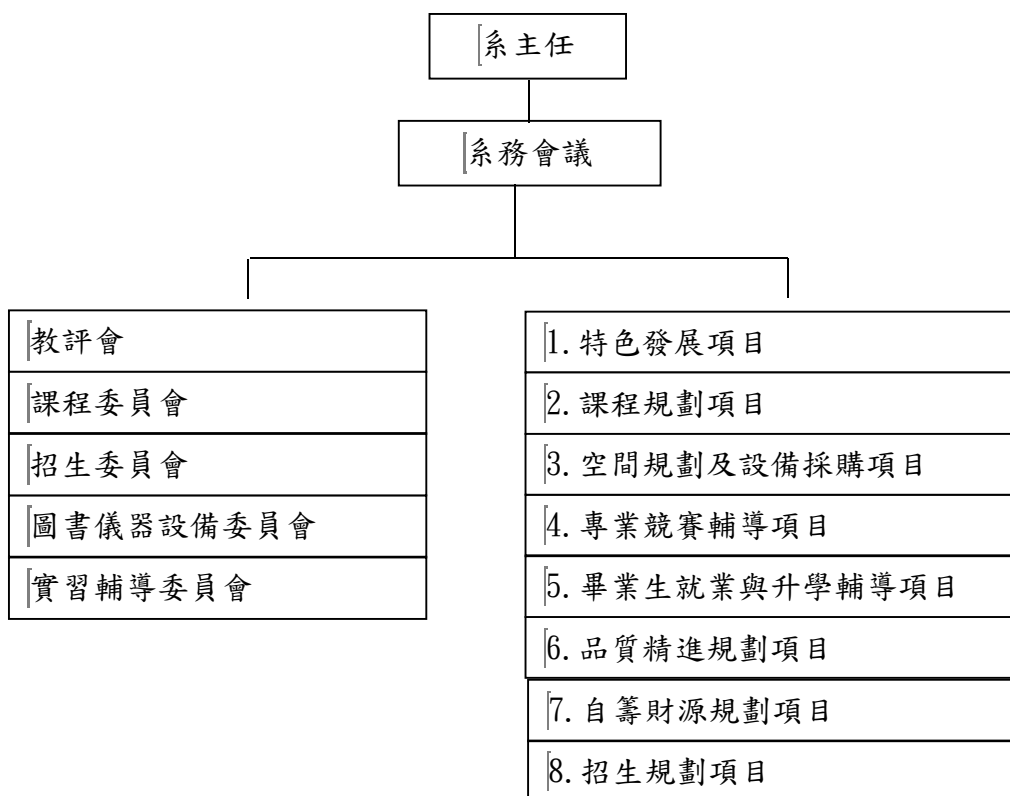 系主任
系務會議
教評會
課程委員會
招生委員會
圖書儀器設備委員會
實習輔導委員會
1.特色發展項目
2.課程規劃項目
3.空間規劃及設備採購項目
4.專業競賽輔導項目
5.畢業生就業與升學輔導項目
6.品質精進規劃項目
7.自籌財源規劃項目
8.招生規劃項目